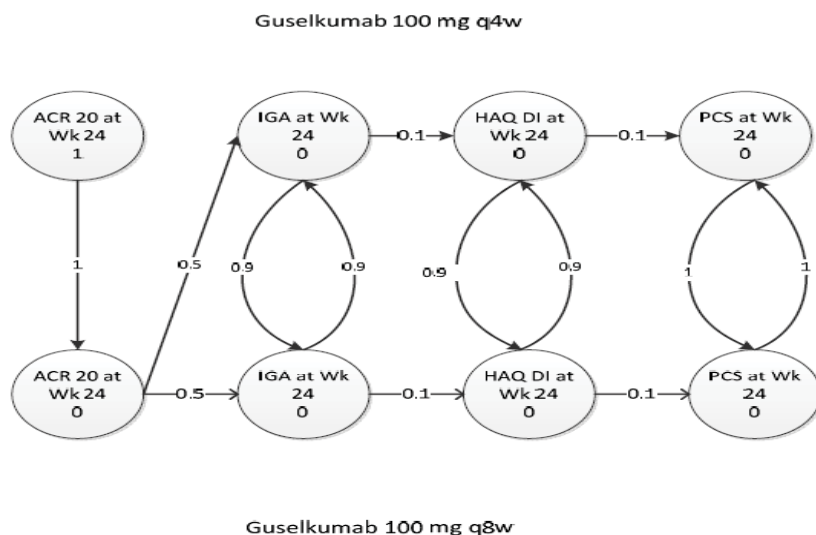 Guselkumab 100 mg q4w
ACR 20 at
Wk 24
1
IGA at Wk
24
0
0.1
HAQ DI at
Wk 24
0
0.1
PCS at Wk
24
0
1
0.5
0.9
0.9
0.9
0.9
1
1
ACR 20 at
Wk 24
0
0.5
IGA at Wk
24
0
0.1
HAQ DI at
Wk 24
0
0.1
PCS at Wk
24
0
Guselkumab 100 mg q8w